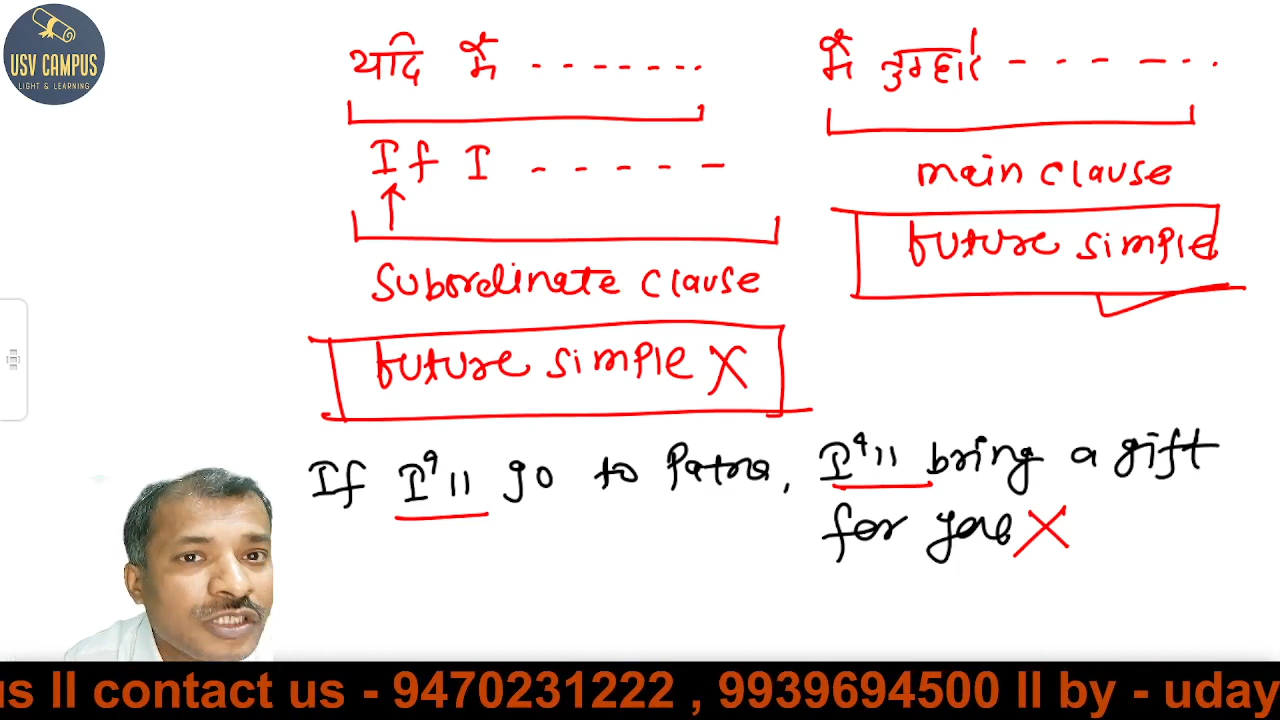 USV CAMPUS
LIGHT & LEARNING
यदि मैं - - - - - - - मैं तुम्हारे - - - - - - -
If I - - - - - -
main clause
future simple
subordinate clause
future simple X
If I'll go to Patna, I'll bring a gift
for you X
us ll contact us - 9470231222 , 9939694500 ll by - uday